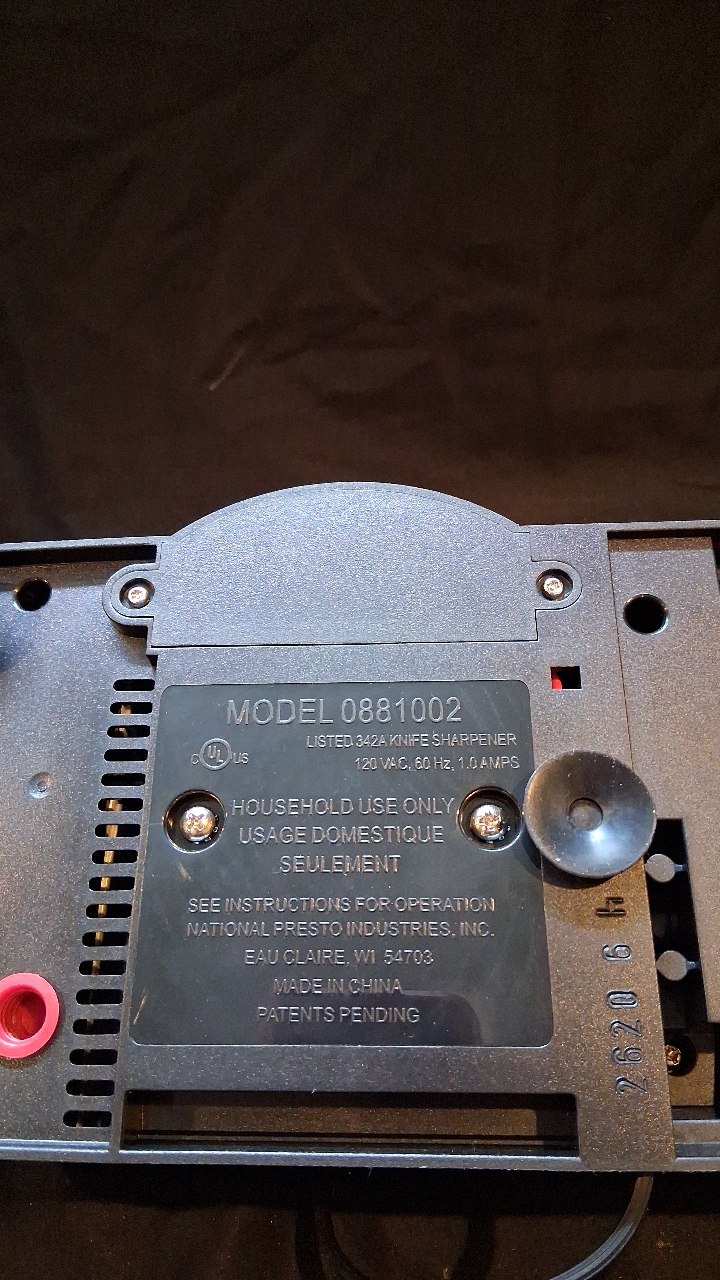 MODEL 0881002
LISTED 342A KNIFE SHARPENER
C UL US
120 VAC, 60 Hz, 1.0 AMPS
HOUSEHOLD USE ONLY
USAGE DOMESTIQUE
SEULEMENT
SEE INSTRUCTIONS FOR OPERATION
NATIONAL PRESTO INDUSTRIES, INC.
EAU CLAIRE, WI 54703
MADE IN CHINA
PATENTS PENDING
2620 6